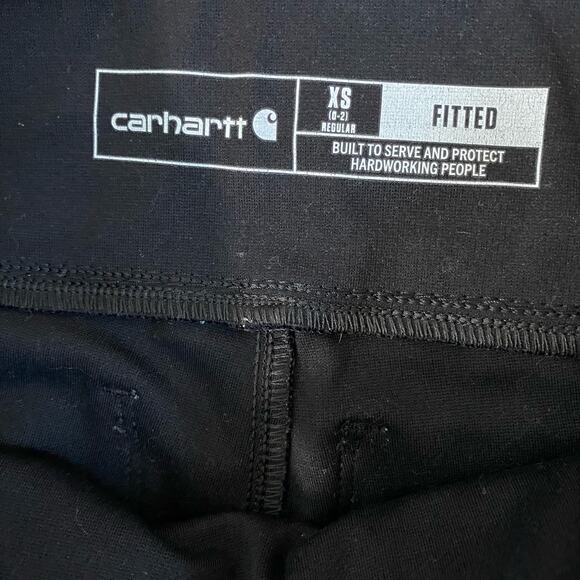 carhartt
XS
(0-2)
REGULAR
FITTED
BUILT TO SERVE AND PROTECT
HARDWORKING PEOPLE